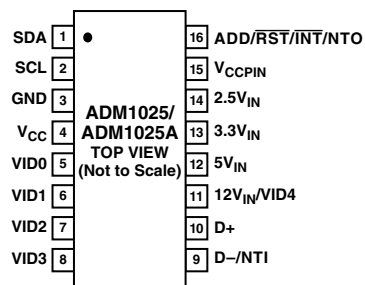 SDA 1
SCL 2
GND 3
VCC 4
VID0 5
VID1 6
VID2 7
VID3 8
ADM1025/
ADM1025A
TOP VIEW
(Not to Scale)
16 ADD/RST/INT/NTO
15 VCCPIN
14 2.5VIN
13 3.3VIN
12 5VIN
11 12VIN/VID4
10 D+
9 D–/NTI